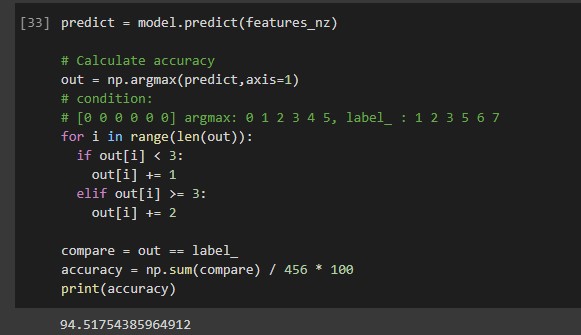 [33] predict = model.predict(features_nz)
# Calculate accuracy
out = np.argmax(predict,axis=1)
# condition:
# [0 0 0 0 0 0] argmax: 0 1 2 3 4 5, label_ : 1 2 3 5 6 7
for i in range(len(out)):
  if out[i] < 3:
    out[i] += 1
  elif out[i] >= 3:
    out[i] += 2
compare = out == label_
accuracy = np.sum(compare) / 456 * 100
print(accuracy)
94.51754385964912